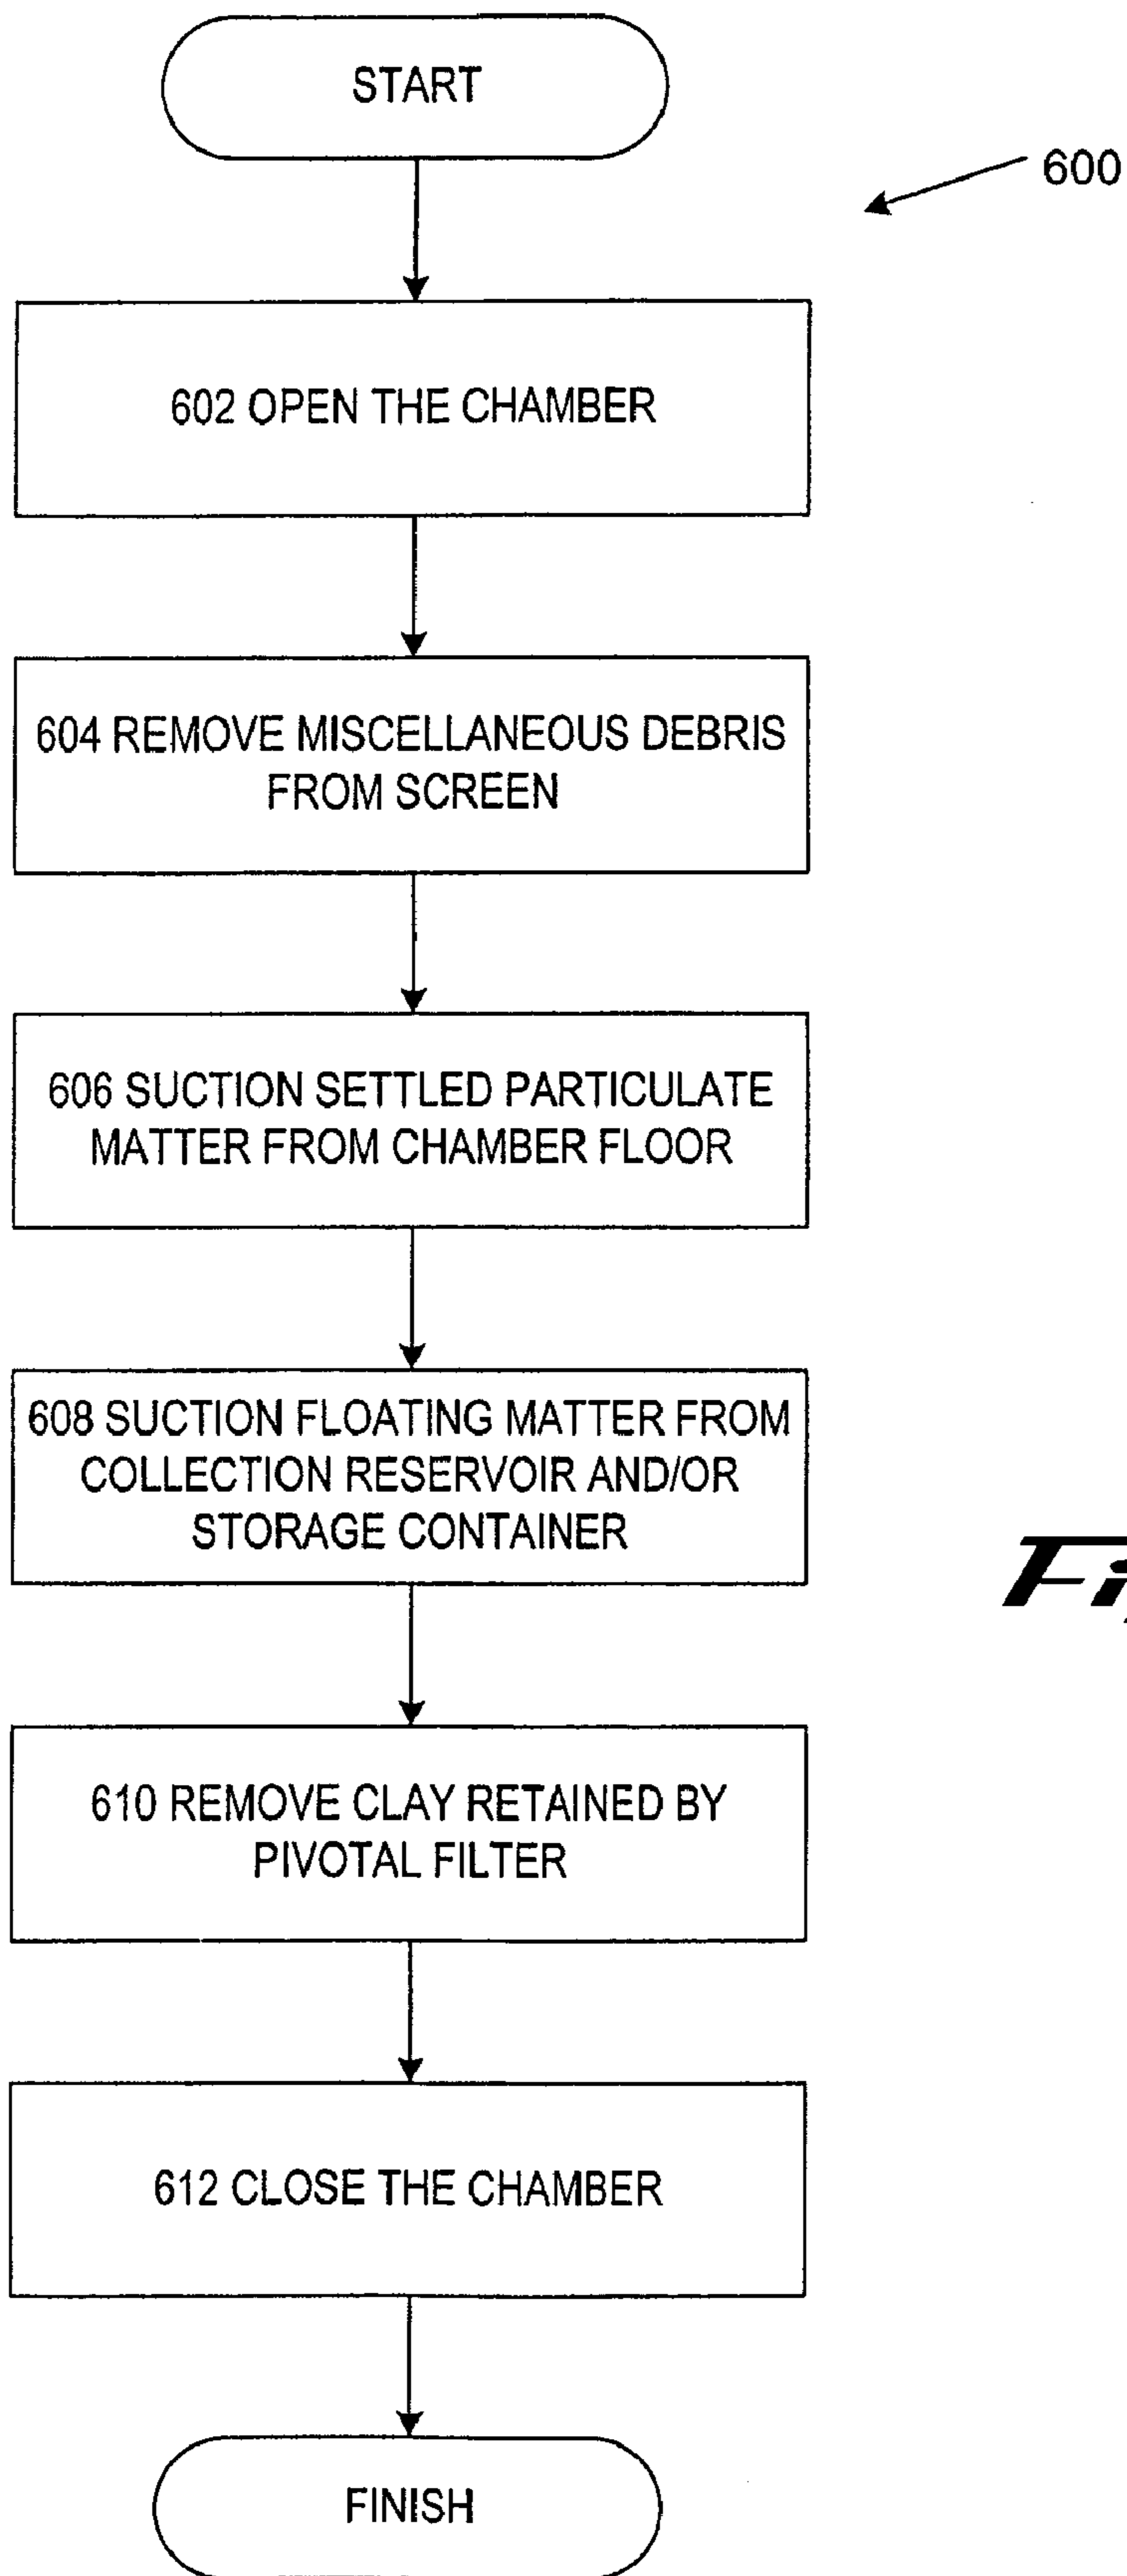 START
600
602 OPEN THE CHAMBER
604 REMOVE MISCELLANEOUS DEBRIS
FROM SCREEN
606 SUCTION SETTLED PARTICULATE
MATTER FROM CHAMBER FLOOR
608 SUCTION FLOATING MATTER FROM
COLLECTION RESERVOIR AND/OR
STORAGE CONTAINER
610 REMOVE CLAY RETAINED BY
PIVOTAL FILTER
612 CLOSE THE CHAMBER
FINISH